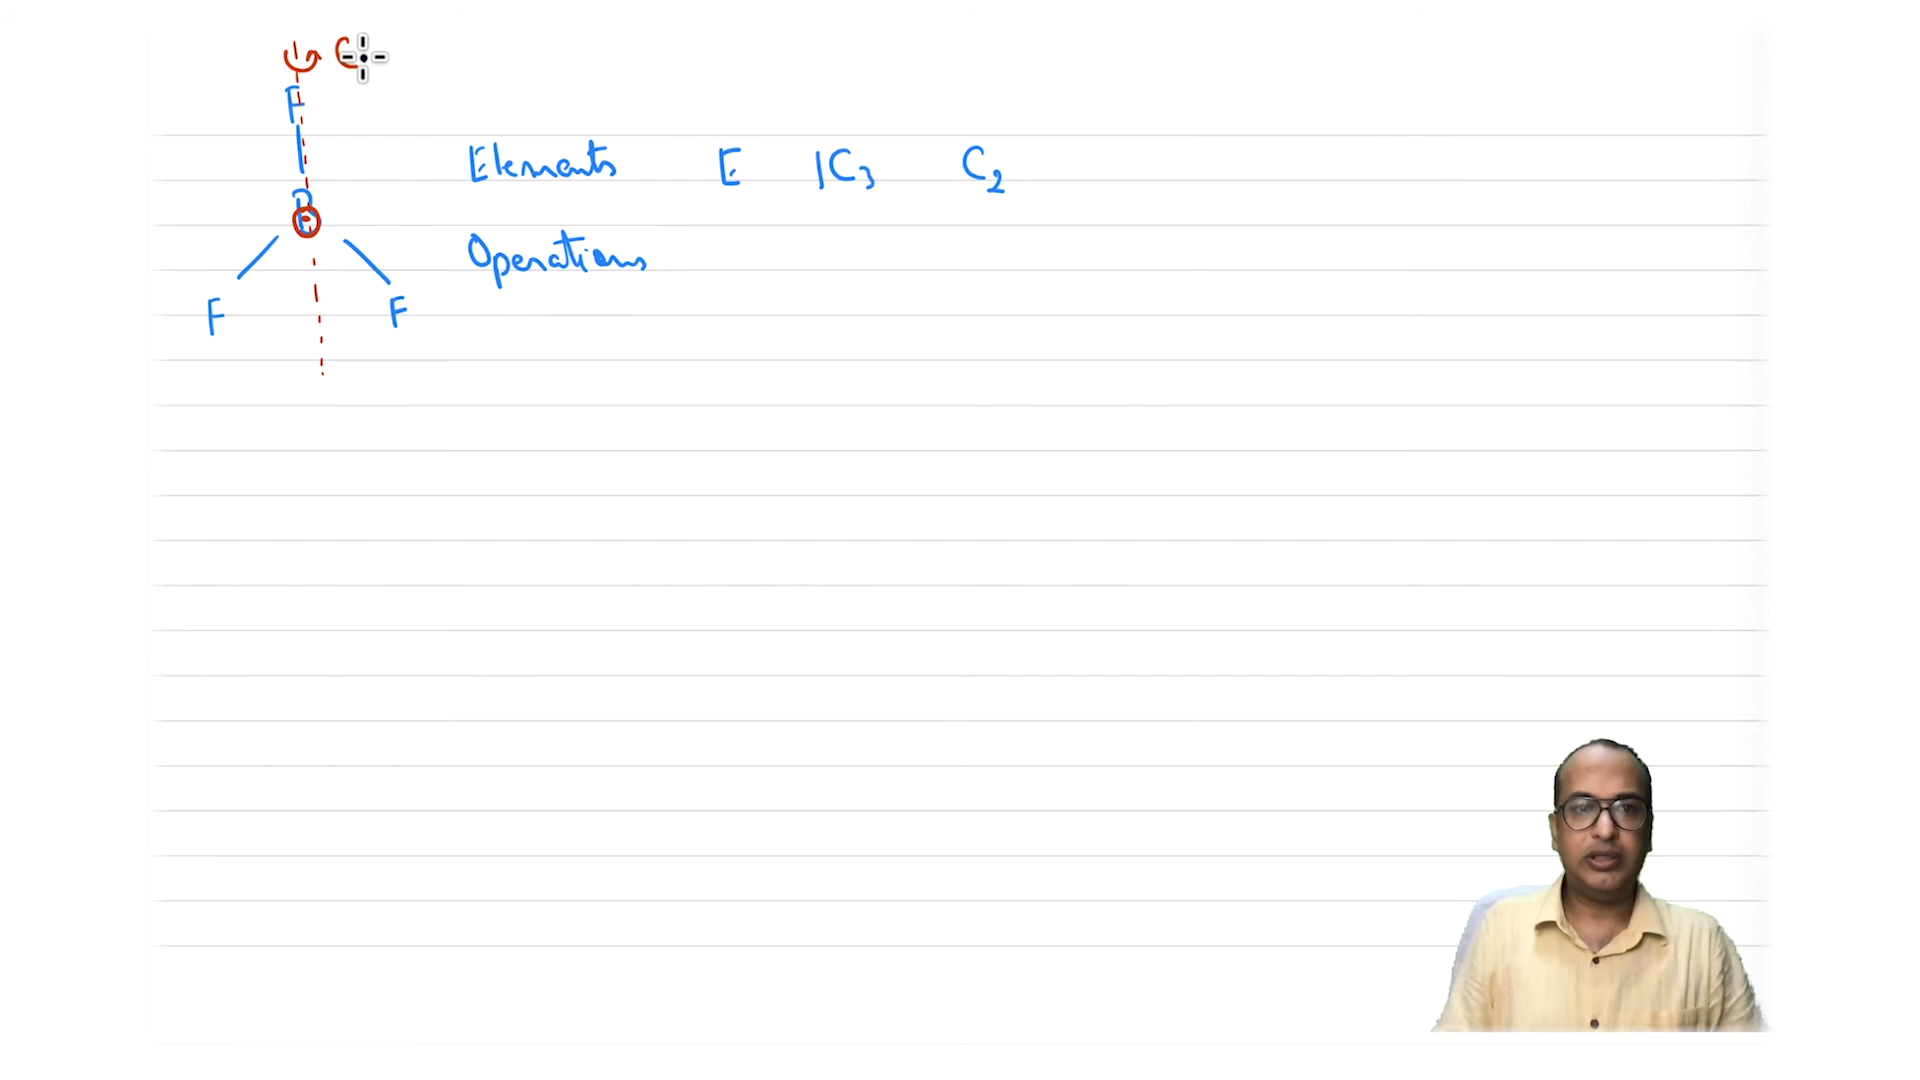 C
F
B
F F
Elements E 1C3 C2
Operations